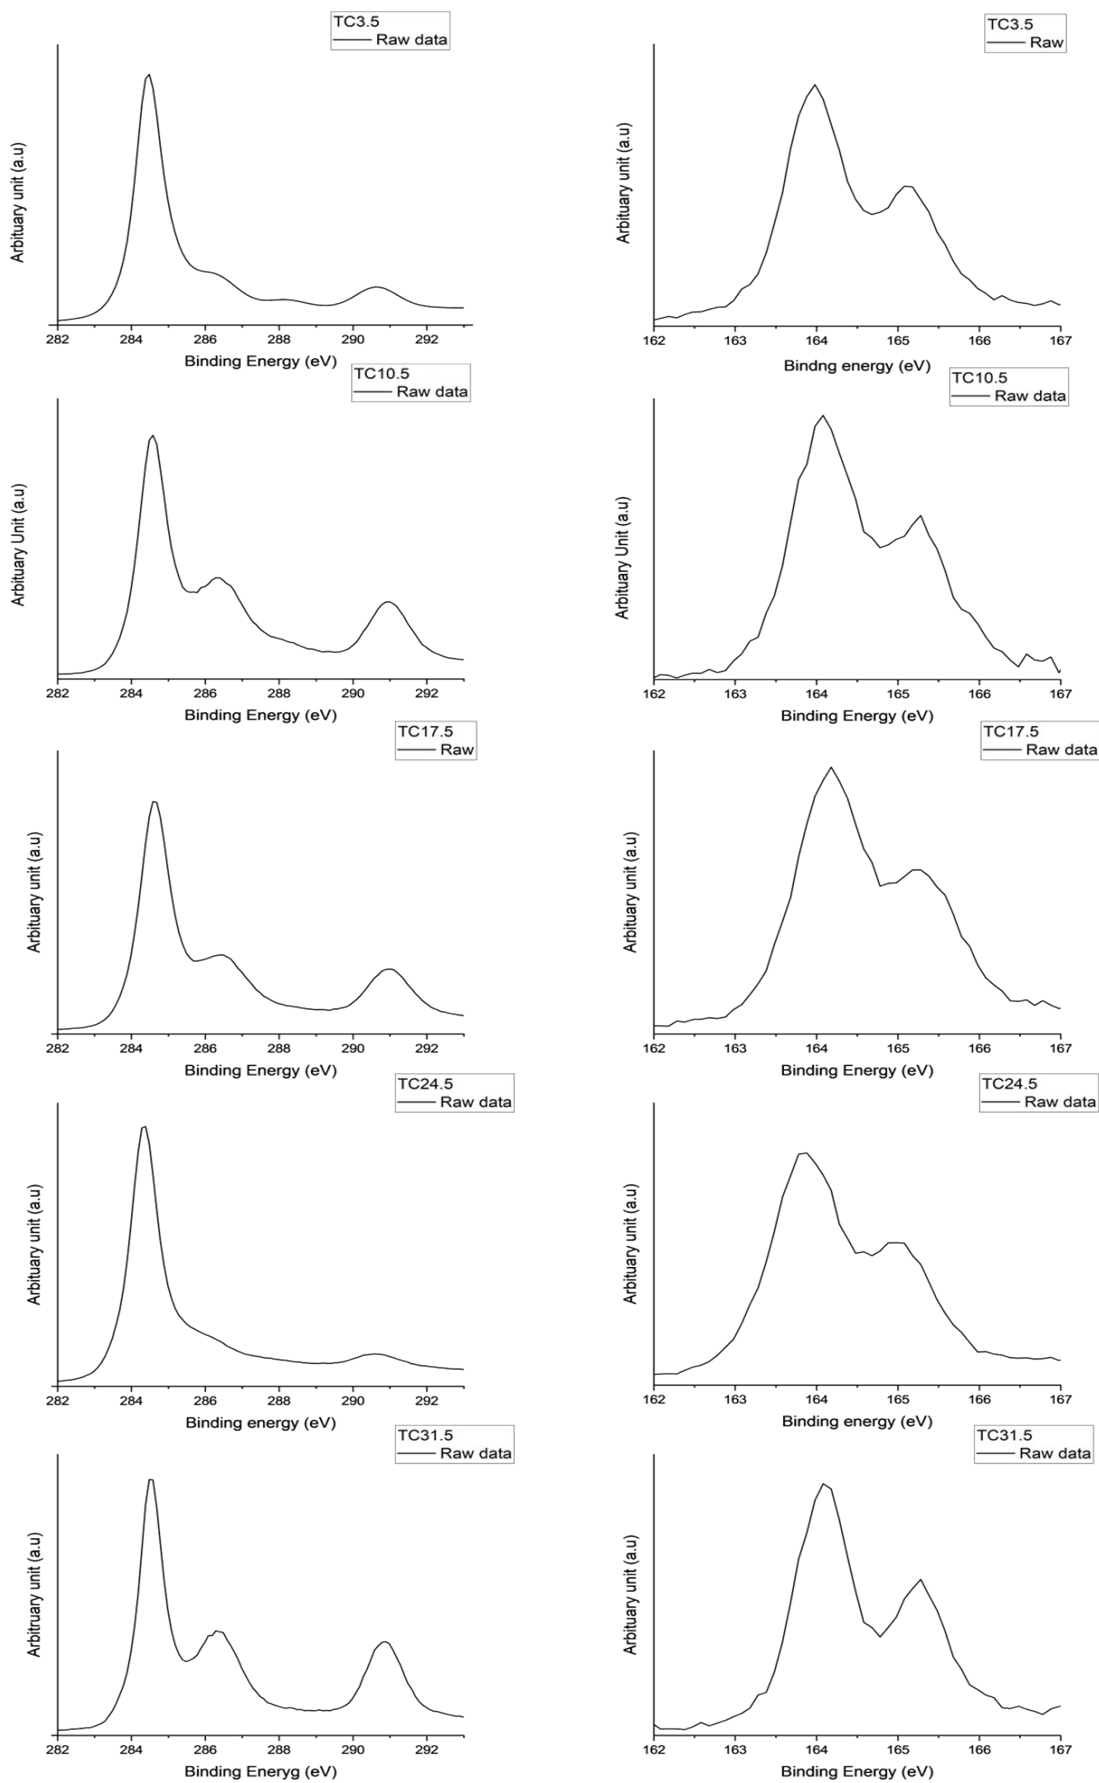 TC3.5
Raw data
Arbituary unit (a.u)
282 284 286 288 290 292
Binding Energy (eV)
TC3.5
Raw
Arbituary unit (a.u)
162 163 164 165 166 167
Bindng energy (eV)
TC10.5
Raw data
Arbituary Unit (a.u)
282 284 286 288 290 292
Binding Energy (eV)
TC10.5
Raw data
Arbituary Unit (a.u)
162 163 164 165 166 167
Binding Energy (eV)
TC17.5
Raw
Arbituary unit (a.u)
282 284 286 288 290 292
Binding Energy (eV)
TC17.5
Raw data
Arbituary unit (a.u)
162 163 164 165 166 167
Binding Energy (eV)
TC24.5
Raw data
Arbituary unit (a.u)
282 284 286 288 290 292
Binding energy (eV)
TC24.5
Raw data
Arbituary unit (a.u)
162 163 164 165 166 167
Binding energy (eV)
TC31.5
Raw data
Arbitruary unit (a.u)
282 284 286 288 290 292
Binding Eneryg (eV)
TC31.5
Raw data
Arbituary unit (a.u)
162 163 164 165 166 167
Binding Energy (eV)